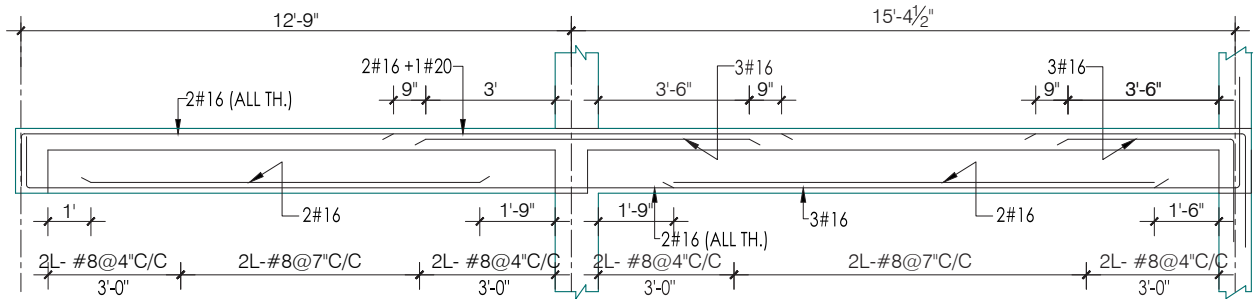 12'-9" 15'-4½"
2#16 +1#20 3#16 3#16
9" 3' 3'-6" 9" 9" 3'-6"
2#16 (ALL TH.)
1' 2#16 1'-9" 1'-9" 3#16 2#16 1'-6"
2#16 (ALL TH.)
2L- #8@4"C/C 2L-#8@7"C/C 2L- #8@4"C/C 2L- #8@4"C/C 2L-#8@7"C/C 2L- #8@4"C/C
3'-0" 3'-0" 3'-0" 3'-0"